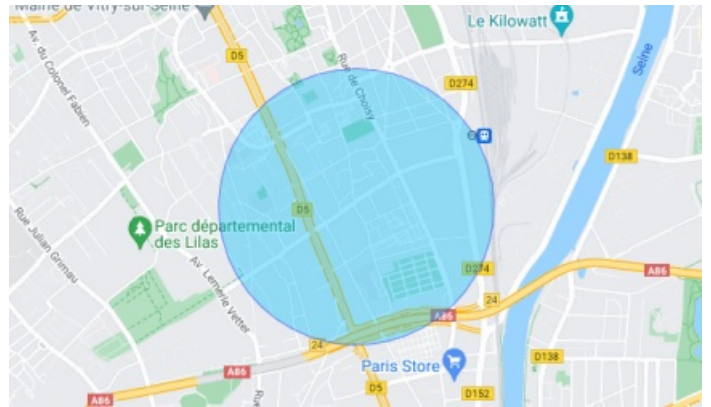 Mairie de Vitry-sur-Seine
Le Kilowatt
Av. du Colonel Fabien
D5
Rue de Choisy
D274
Seine
D138
D5
Parc départemental
des Lilas
Rue Julian Grimau
Av. Lemerle Vetter
D274
A86
24
A86
24
A86
Paris Store
D138
D5
D152
A86